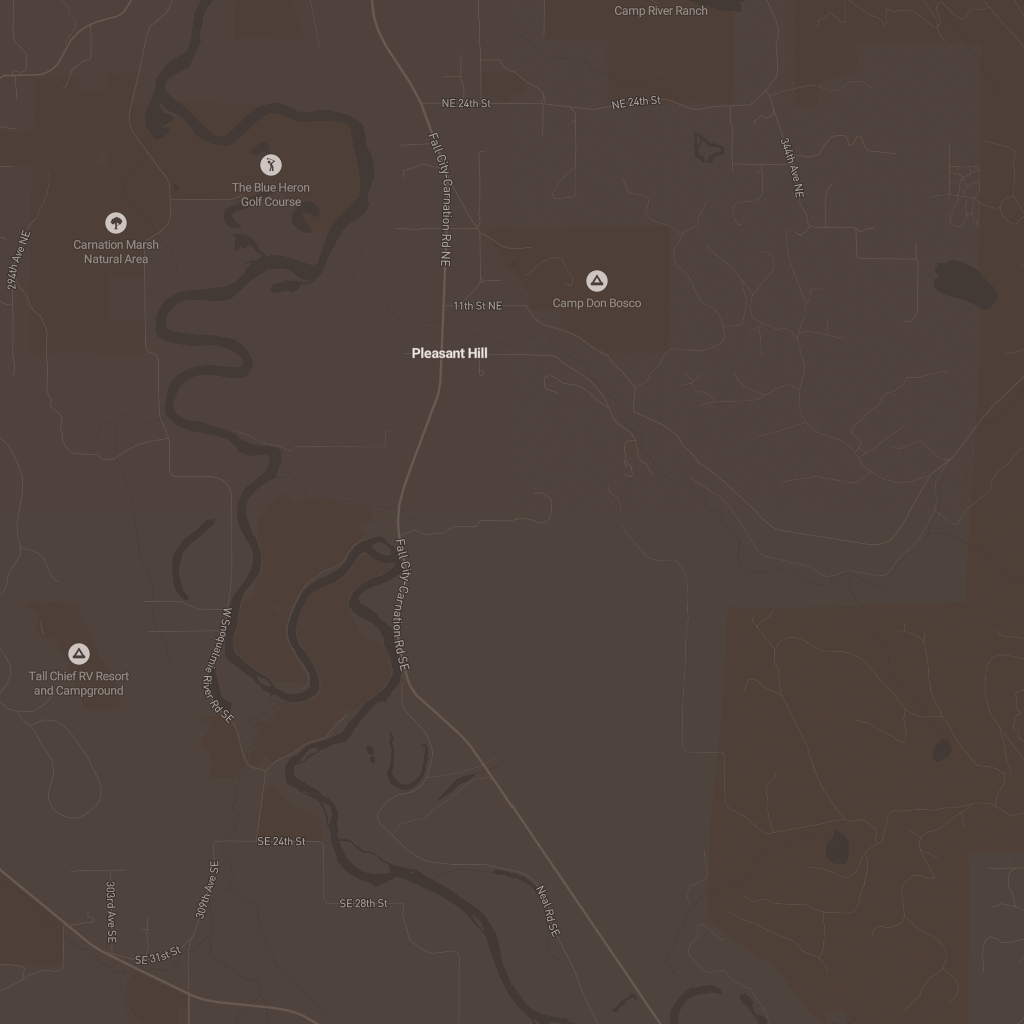 Camp River Ranch
NE 24th St
NE 24th St
Fall City-Carnation Rd NE
344th Ave NE
The Blue Heron
Golf Course
Carnation Marsh
Natural Area
294th Ave NE
Camp Don Bosco
11th St NE
Pleasant Hill
Fall City-Carnation Rd SE
W Snoqualmie River Rd SE
Tall Chief RV Resort
and Campground
SE 24th St
303rd Ave SE
309th Ave SE
SE 28th St
Neal Rd SE
SE 31st St